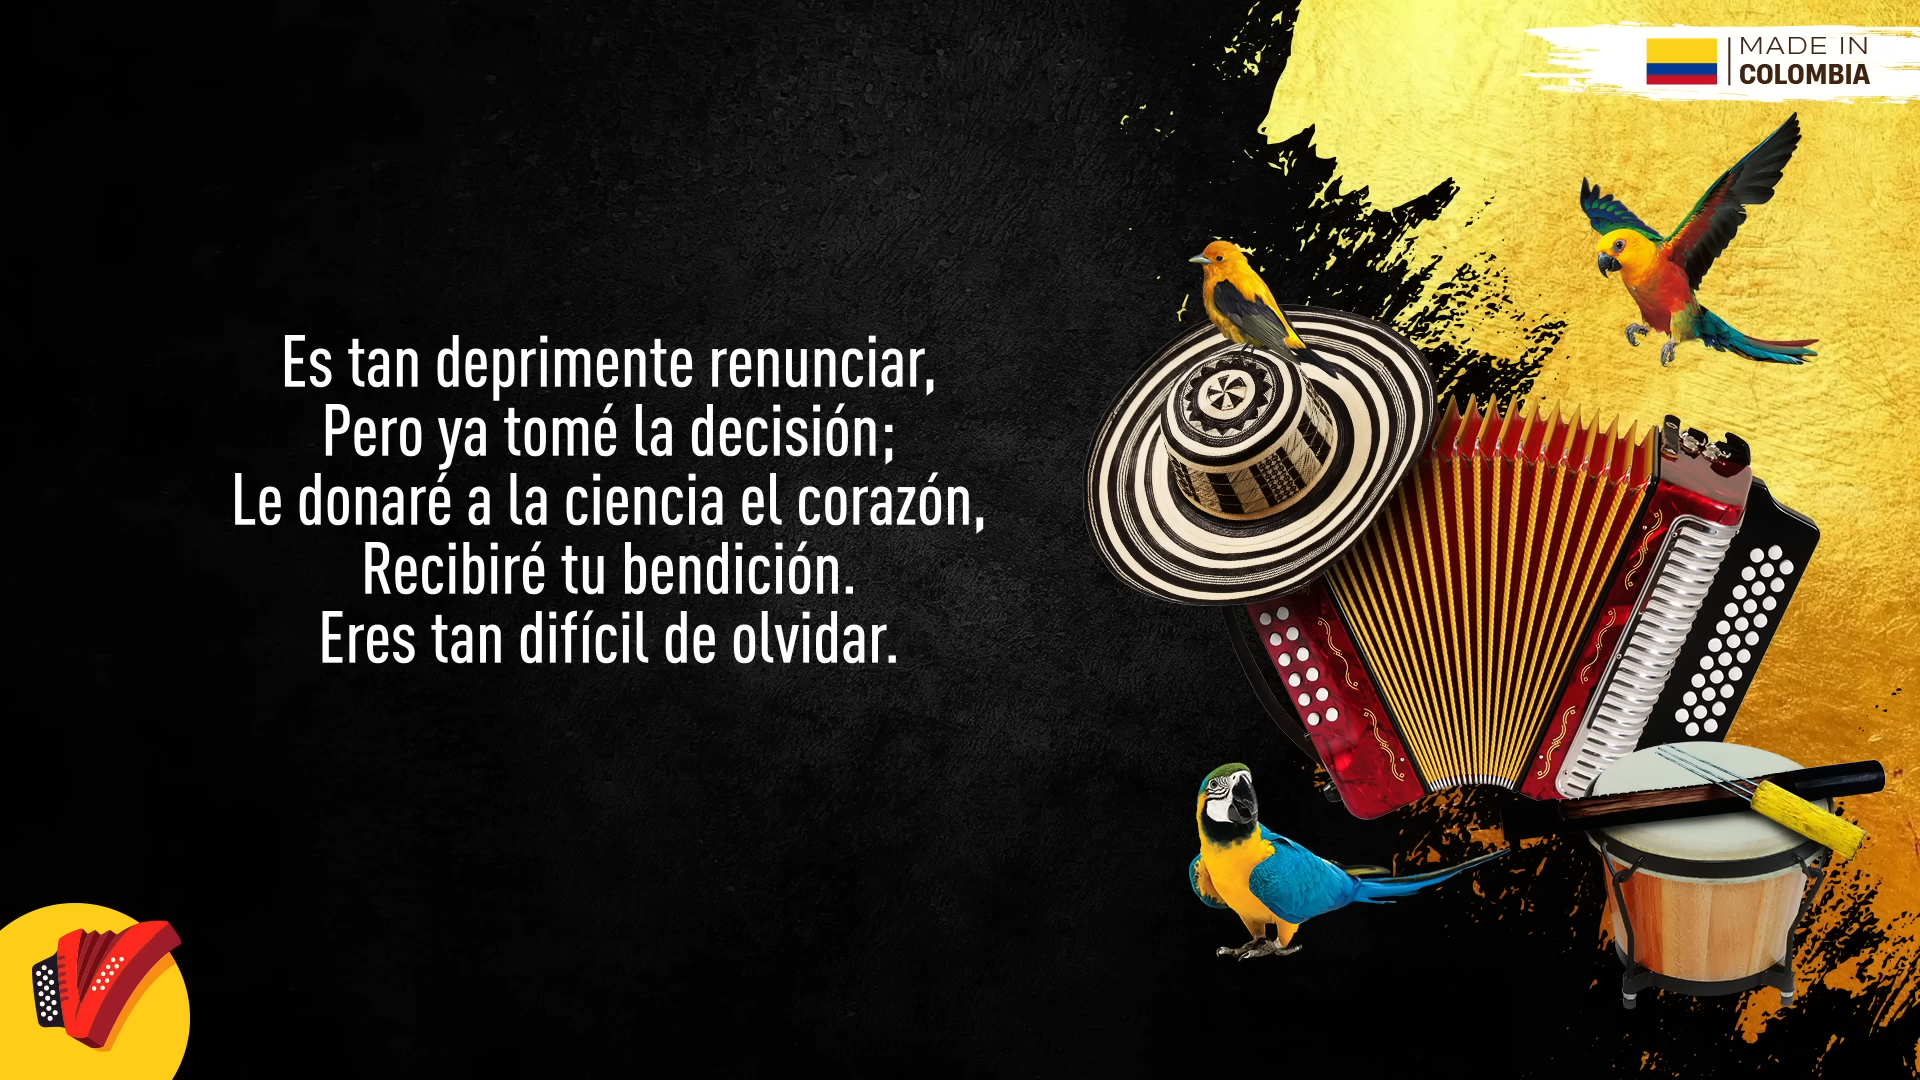 MADE IN
COLOMBIA
Es tan deprimente renunciar,
Pero ya tomé la decisión;
Le donaré a la ciencia el corazón,
Recibiré tu bendición.
Eres tan difícil de olvidar.